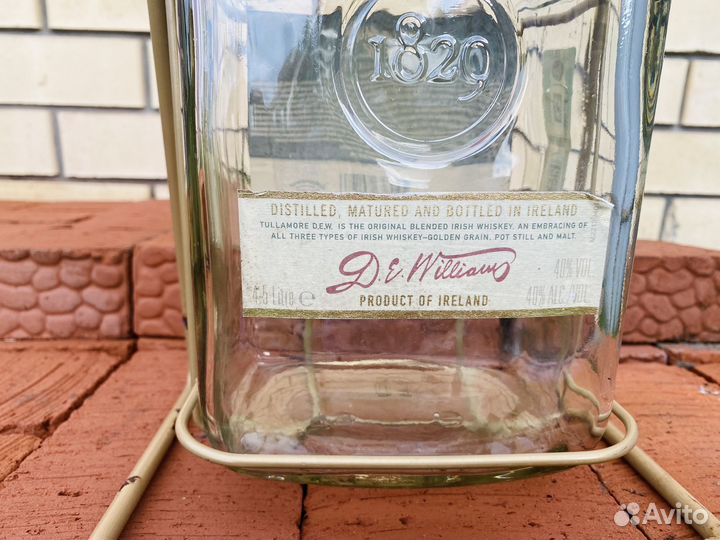 1829
DISTILLED, MATURED AND BOTTLED IN IRELAND
TULLAMORE D.E.W. IS THE ORIGINAL BLENDED IRISH WHISKEY. AN EMBRACING OF
ALL THREE TYPES OF IRISH WHISKEY–GOLDEN GRAIN, POT STILL AND MALT.
D.E. Williams
40% VOL
4.5 Litre e
PRODUCT OF IRELAND
40% ALC./VOL.
Avito